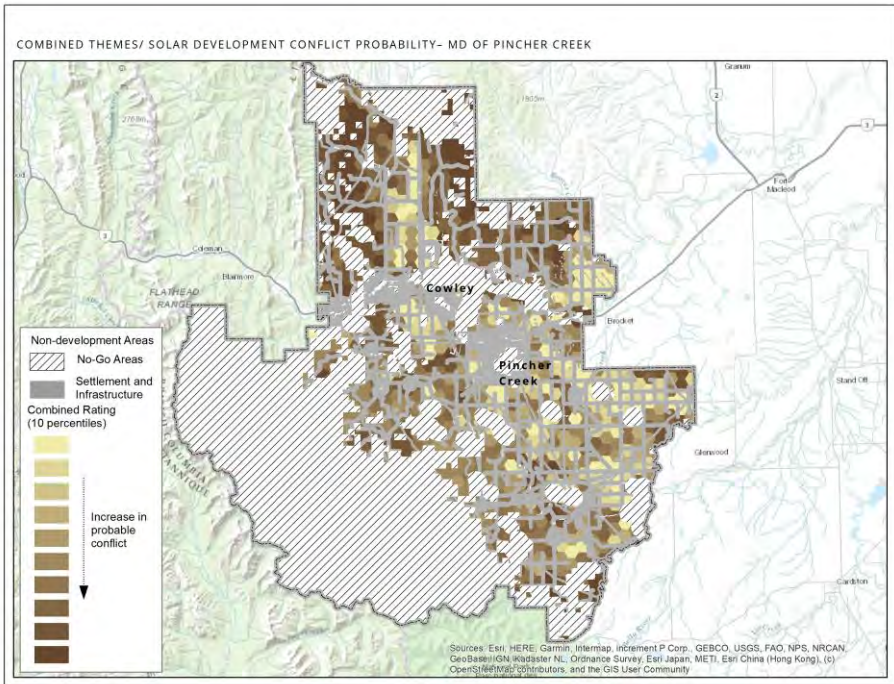 COMBINED THEMES/ SOLAR DEVELOPMENT CONFLICT PROBABILITY– MD OF PINCHER CREEK
Granum
2
3
Fort
Macleod
3
Coleman
Blairmore
FLATHEAD
RANGE
Cowley
Brocket
Pincher
Creek
Stand Off
Glenwood
Cardston
Non-development Areas
No-Go Areas
Settlement and
Infrastructure
Combined Rating
(10 percentiles)
Increase in
probable
conflict
Sources: Esri, HERE, Garmin, Intermap, increment P Corp., GEBCO, USGS, FAO, NPS, NRCAN,
GeoBase, IGN, Kadaster NL, Ordnance Survey, Esri Japan, METI, Esri China (Hong Kong), (c)
OpenStreetMap contributors, and the GIS User Community